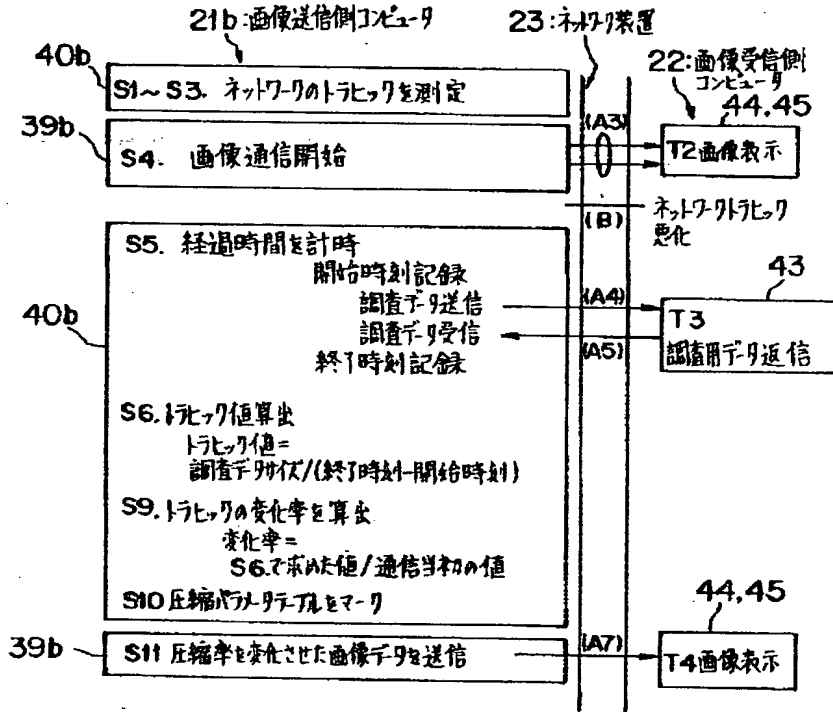 21b:画像送信側コンピュータ
23:ネットワーク装置
22:画像受信側
コンピュータ
40b
S1~S3. ネットワークのトラヒックを測定
39b
S4. 画像通信開始
(A3)
44,45
T2画像表示
(B)
ネットワークトラヒック
悪化
40b
S5. 経過時間を計時
開始時刻記録
調査データ送信
(A4)
調査データ受信
(A5)
終了時刻記録
43
T3
調査用データ返信
S6.トラヒック値算出
トラヒック値=
調査データサイズ/(終了時刻-開始時刻)
S9.トラヒックの変化率を算出
変化率=
S6.で求めた値/通信当初の値
S10圧縮パラメタテーブルをマーク
39b
S11 圧縮率を変化させた画像データを送信
(A7)
44,45
T4画像表示